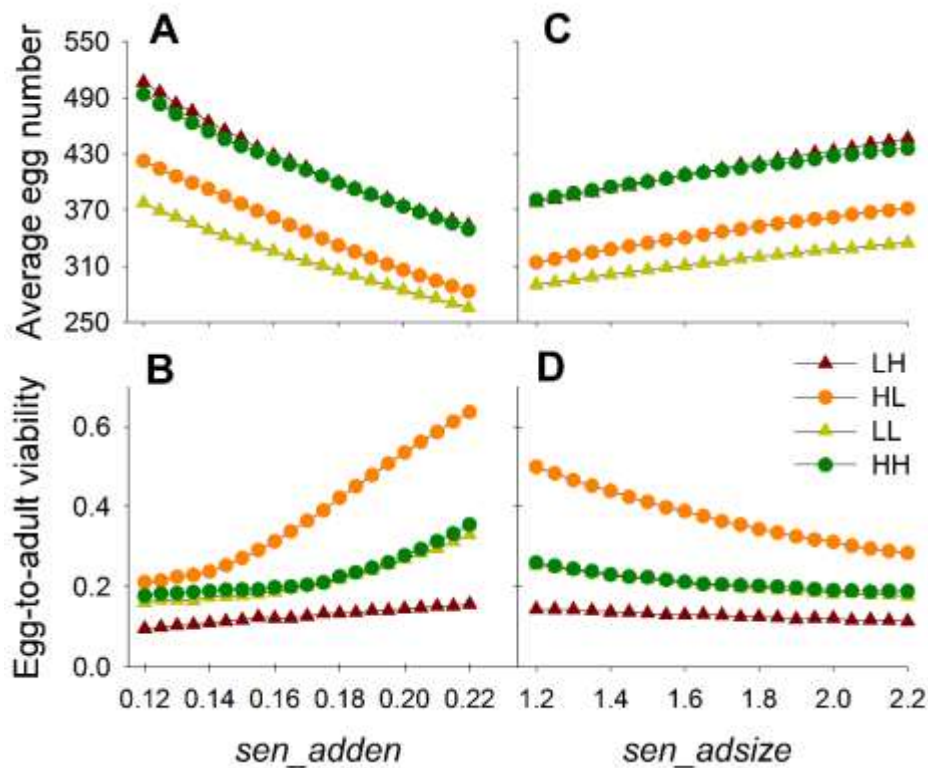 A
C
Average egg number
550
490
430
370
310
250
B
D
Egg-to-adult viability
0.6
0.4
0.2
0.0
LH
HL
LL
HH
0.12 0.14 0.16 0.18 0.20 0.22
1.2 1.4 1.6 1.8 2.0 2.2
sen_adden
sen_adsize